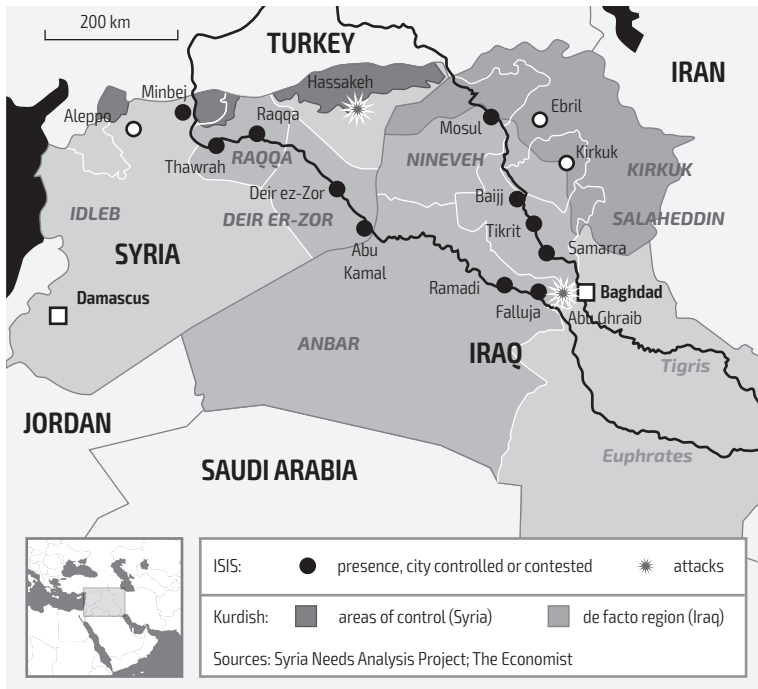 200 km
TURKEY
IRAN
Hassakeh
Minbej
Aleppo
Raqqa
Ebril
Mosul
Thawrah
RAQQA
NINEVEH
Kirkuk
KIRKUK
Deir ez-Zor
Baijj
IDLEB
DEIR ER-ZOR
SALAHEDDIN
Tikrit
SYRIA
Abu
Kamal
Samarra
Ramadi
Damascus
Baghdad
Falluja
Abu Ghraib
ANBAR
IRAQ
Tigris
JORDAN
SAUDI ARABIA
Euphrates
ISIS: presence, city controlled or contested attacks
Kurdish: areas of control (Syria) de facto region (Iraq)
Sources: Syria Needs Analysis Project; The Economist